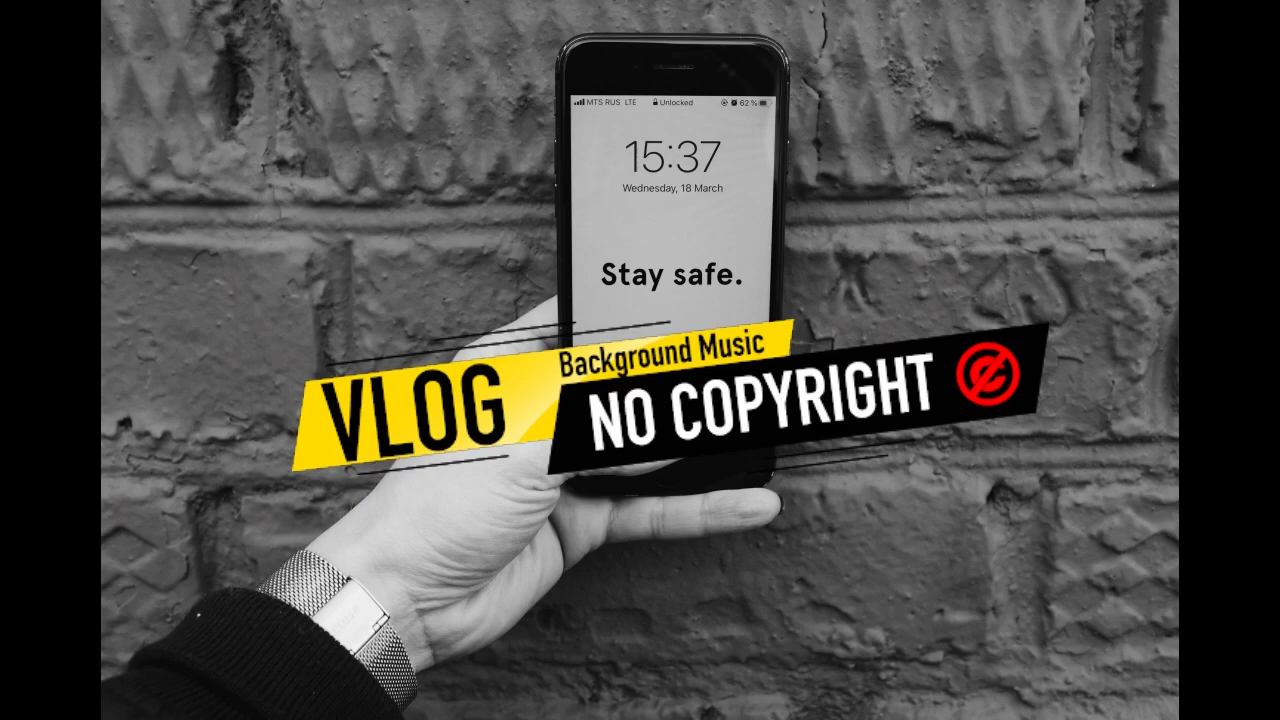 MTS RUS LTE Unlocked 62 %
15:37
Wednesday, 18 March
Stay safe.
Background Music
VLOG
NO COPYRIGHT